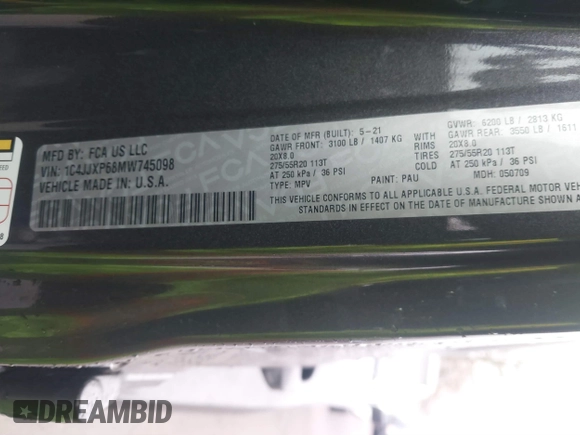 MFD BY: FCA US LLC
VIN: 1C4JJXP66MW745098
VEHICLE MADE IN: U.S.A.
DATE OF MFR (BUILT): 5-21
GAWR FRONT: 3100 LB / 1407 KG
20X8.0
275/55R20 113T
AT 250 kPa / 36 PSI
TYPE: MPV
PAINT: PAU
GVWR: 6200 LB / 2813 KG
GAWR REAR: 3550 LB / 1611
RIMS 20X8.0
TIRES 275/55R20 113T
COLD AT 250 kPa / 36 PSI
MDH: 050709
THIS VEHICLE CONFORMS TO ALL APPLICABLE U.S.A. FEDERAL MOTOR VEH
STANDARDS IN EFFECT ON THE DATE OF MANUFACTURE SHOWN A
DREAMBID